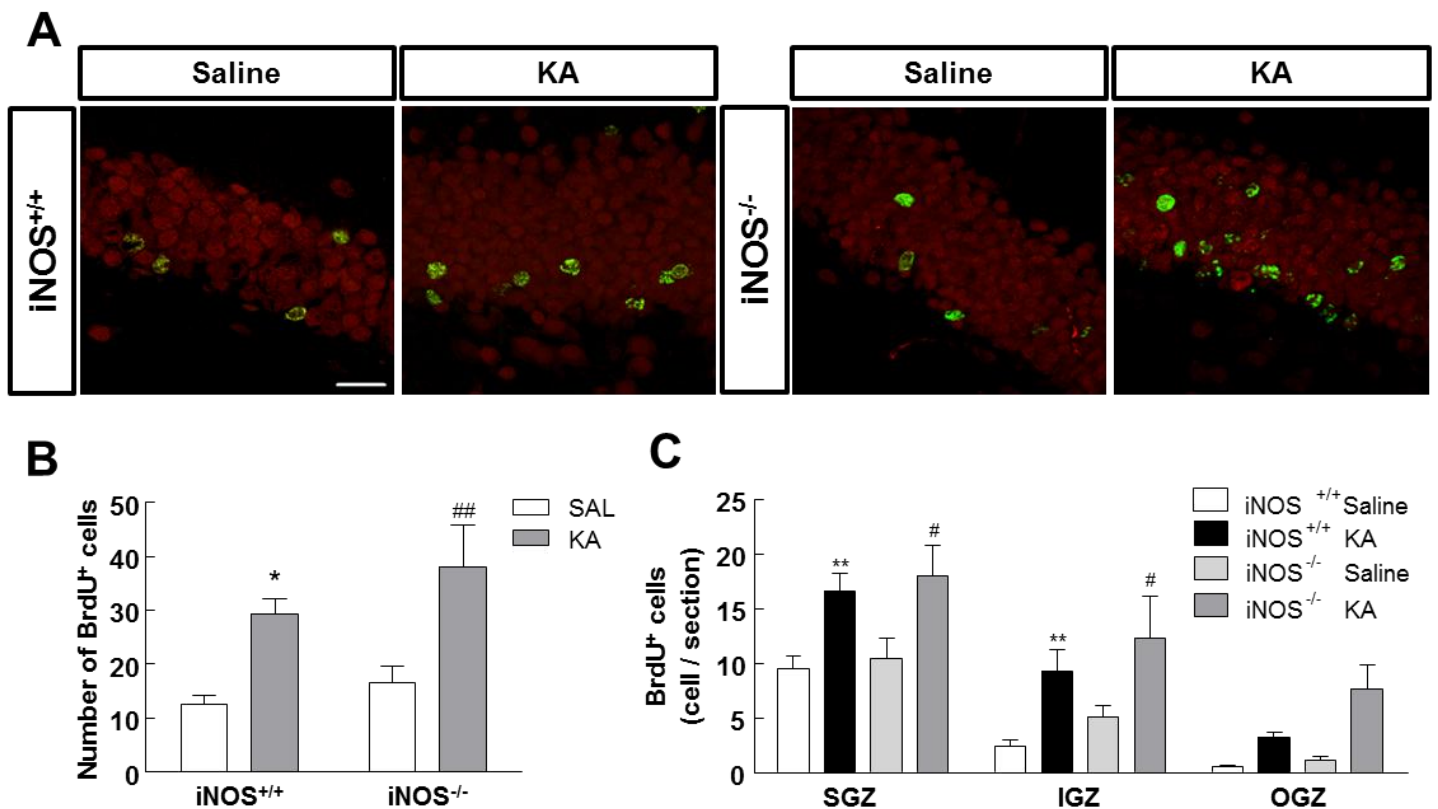 A
Saline
KA
Saline
KA
iNOS+/+
iNOS-/-
B
Number of BrdU+ cells
50
40
30
20
10
0
*
##
SAL
KA
iNOS+/+
iNOS-/-
C
BrdU+ cells
(cell / section)
25
20
15
10
5
0
**
#
**
#
iNOS +/+ Saline
iNOS+/+ KA
iNOS-/- Saline
iNOS-/- KA
SGZ
IGZ
OGZ